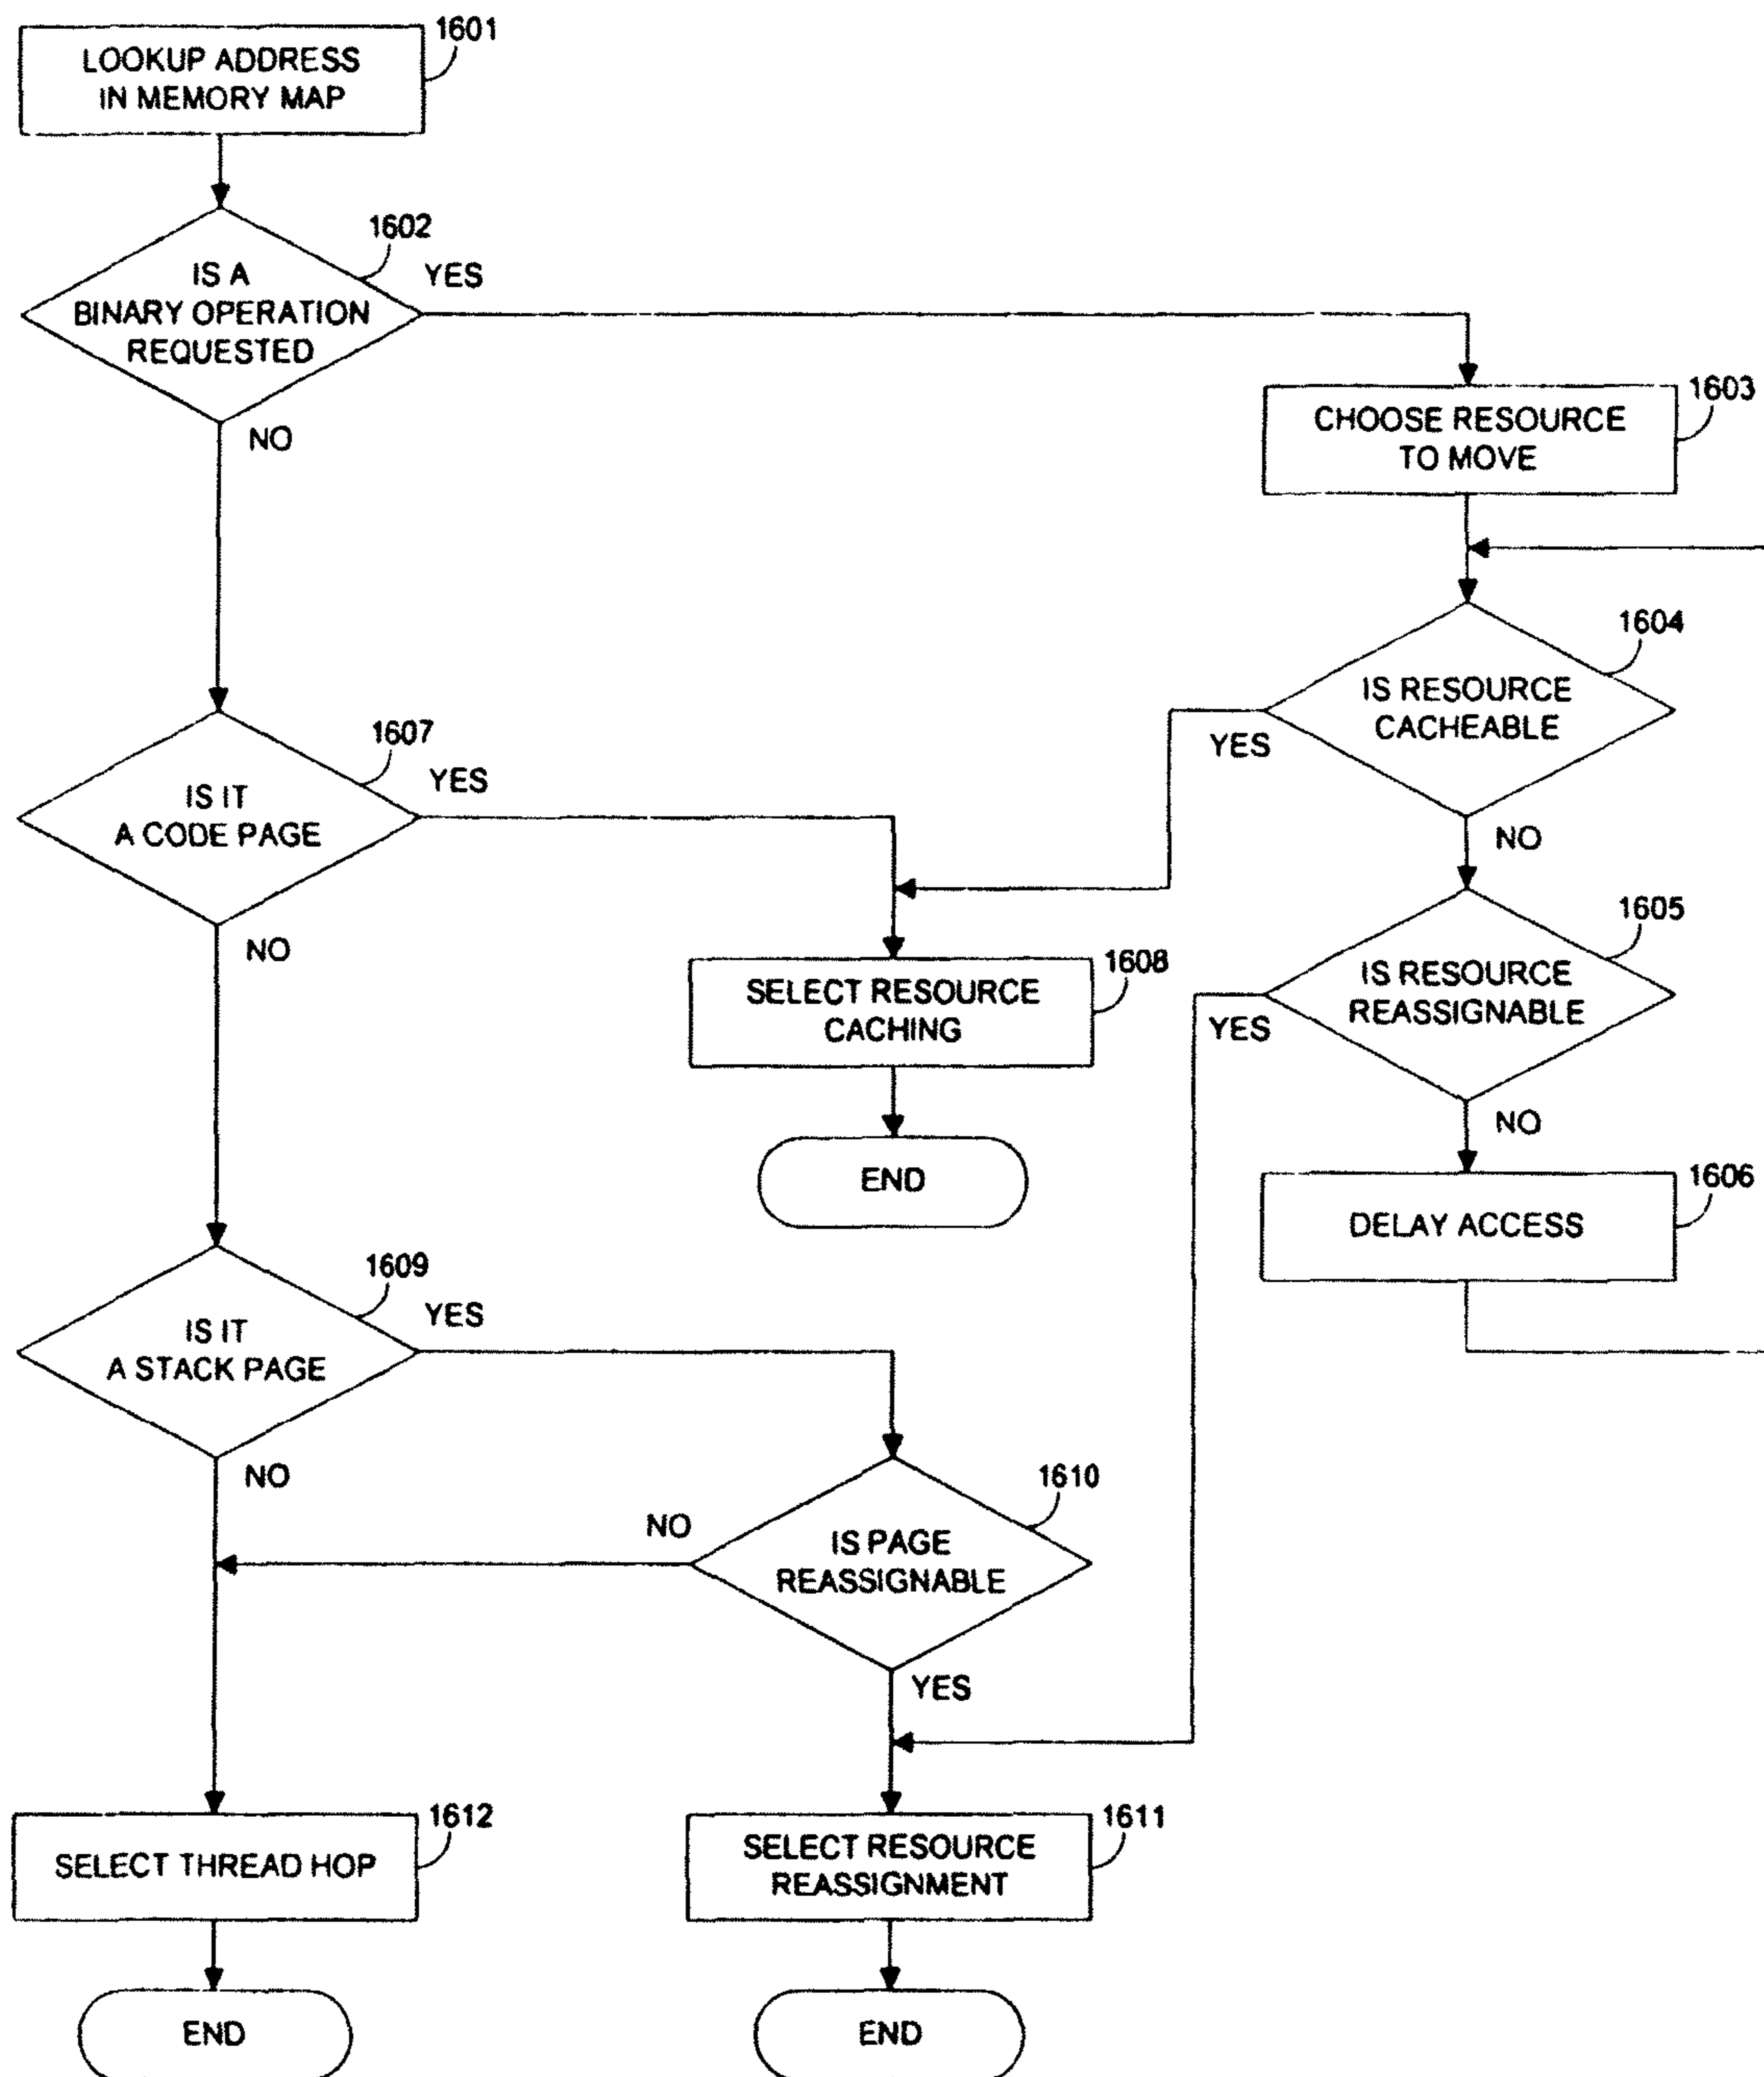 1601
LOOKUP ADDRESS
IN MEMORY MAP
1602
IS A
BINARY OPERATION
REQUESTED
YES
NO
1603
CHOOSE RESOURCE
TO MOVE
1604
IS RESOURCE
CACHEABLE
YES
NO
1607
IS IT
A CODE PAGE
YES
NO
1605
IS RESOURCE
REASSIGNABLE
YES
NO
1608
SELECT RESOURCE
CACHING
END
1606
DELAY ACCESS
1609
IS IT
A STACK PAGE
YES
NO
1610
IS PAGE
REASSIGNABLE
NO
YES
1612
SELECT THREAD HOP
1611
SELECT RESOURCE
REASSIGNMENT
END
END